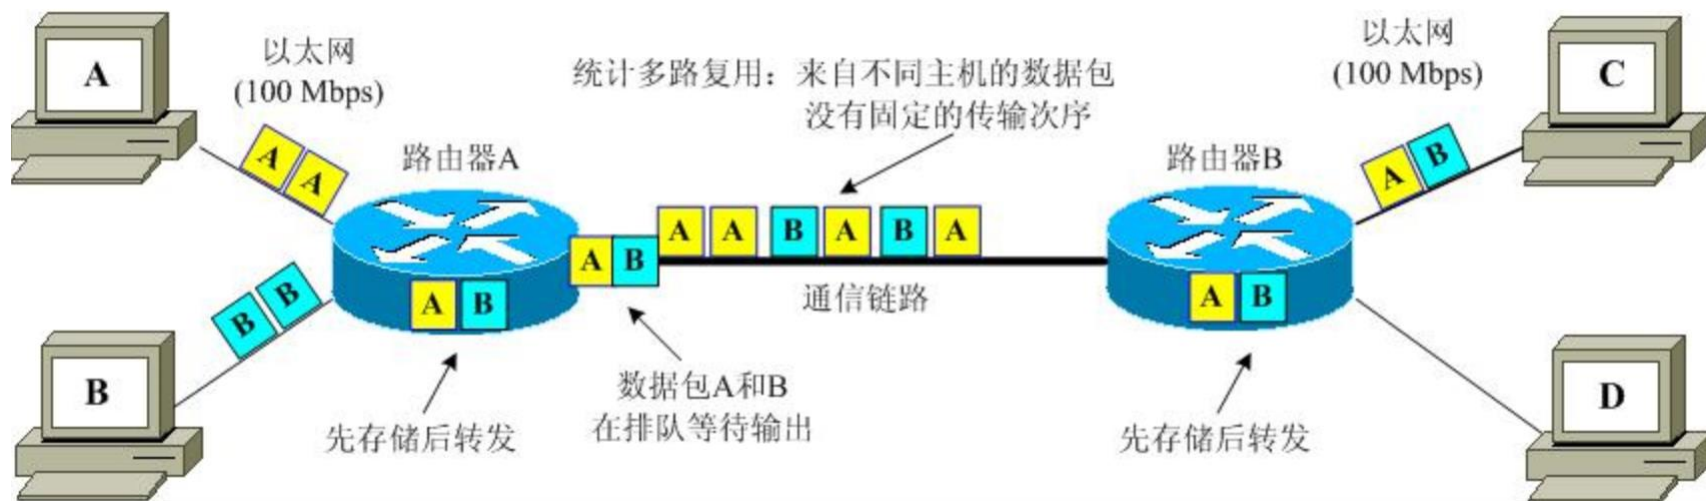 A
以太网
(100 Mbps)
统计多路复用：来自不同主机的数据包
没有固定的传输次序
以太网
(100 Mbps)
C
A A
路由器A
路由器B
A B
A A B A B A
A B
通信链路
A B
A B
B B
B
数据包A和B
在排队等待输出
先存储后转发
先存储后转发
D